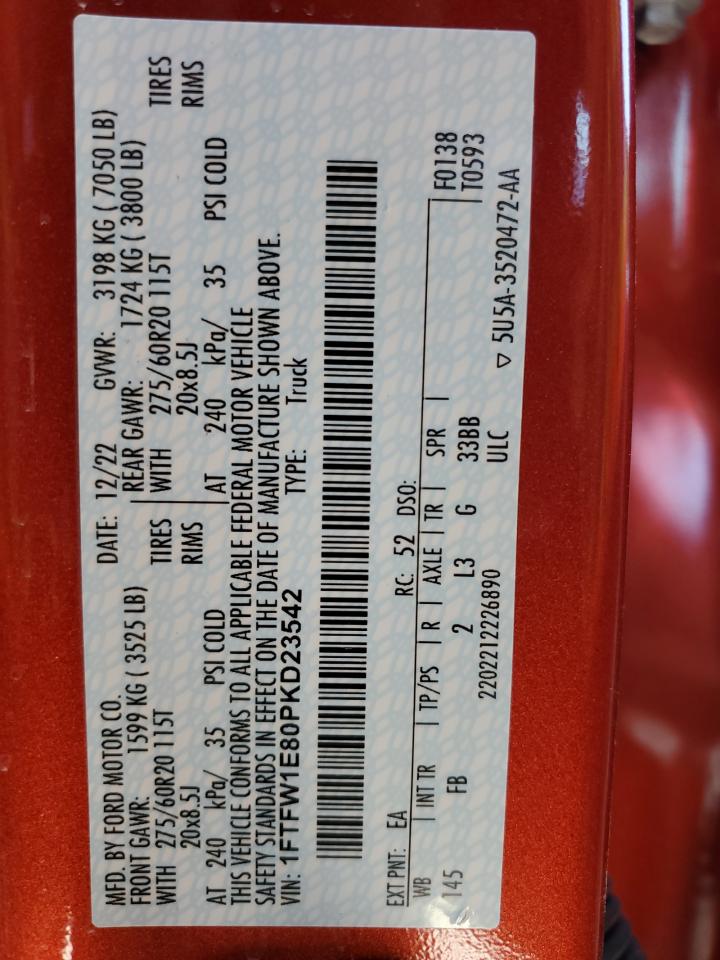 MFD. BY FORD MOTOR CO. DATE: 12/22 GVWR: 3198 KG ( 7050 LB)
FRONT GAWR: 1599 KG ( 3525 LB) REAR GAWR: 1724 KG ( 3800 LB)
WITH 275/60R20 115T TIRES WITH 275/60R20 115T TIRES
20x8.5J RIMS 20x8.5J RIMS
AT 240 kPa/ 35 PSI COLD AT 240 kPa/ 35 PSI COLD
THIS VEHICLE CONFORMS TO ALL APPLICABLE FEDERAL MOTOR VEHICLE
SAFETY STANDARDS IN EFFECT ON THE DATE OF MANUFACTURE SHOWN ABOVE.
VIN: 1FTFW1E80PKD23542 TYPE: Truck
EXT PNT: EA RC: 52 DSO:
WB | INT TR | TP/PS | R | AXLE | TR | SPR | F0138
145 FB 2 L3 G 33BB T0593
2202212226890 ULC
▽ 5U5A-3520472-AA